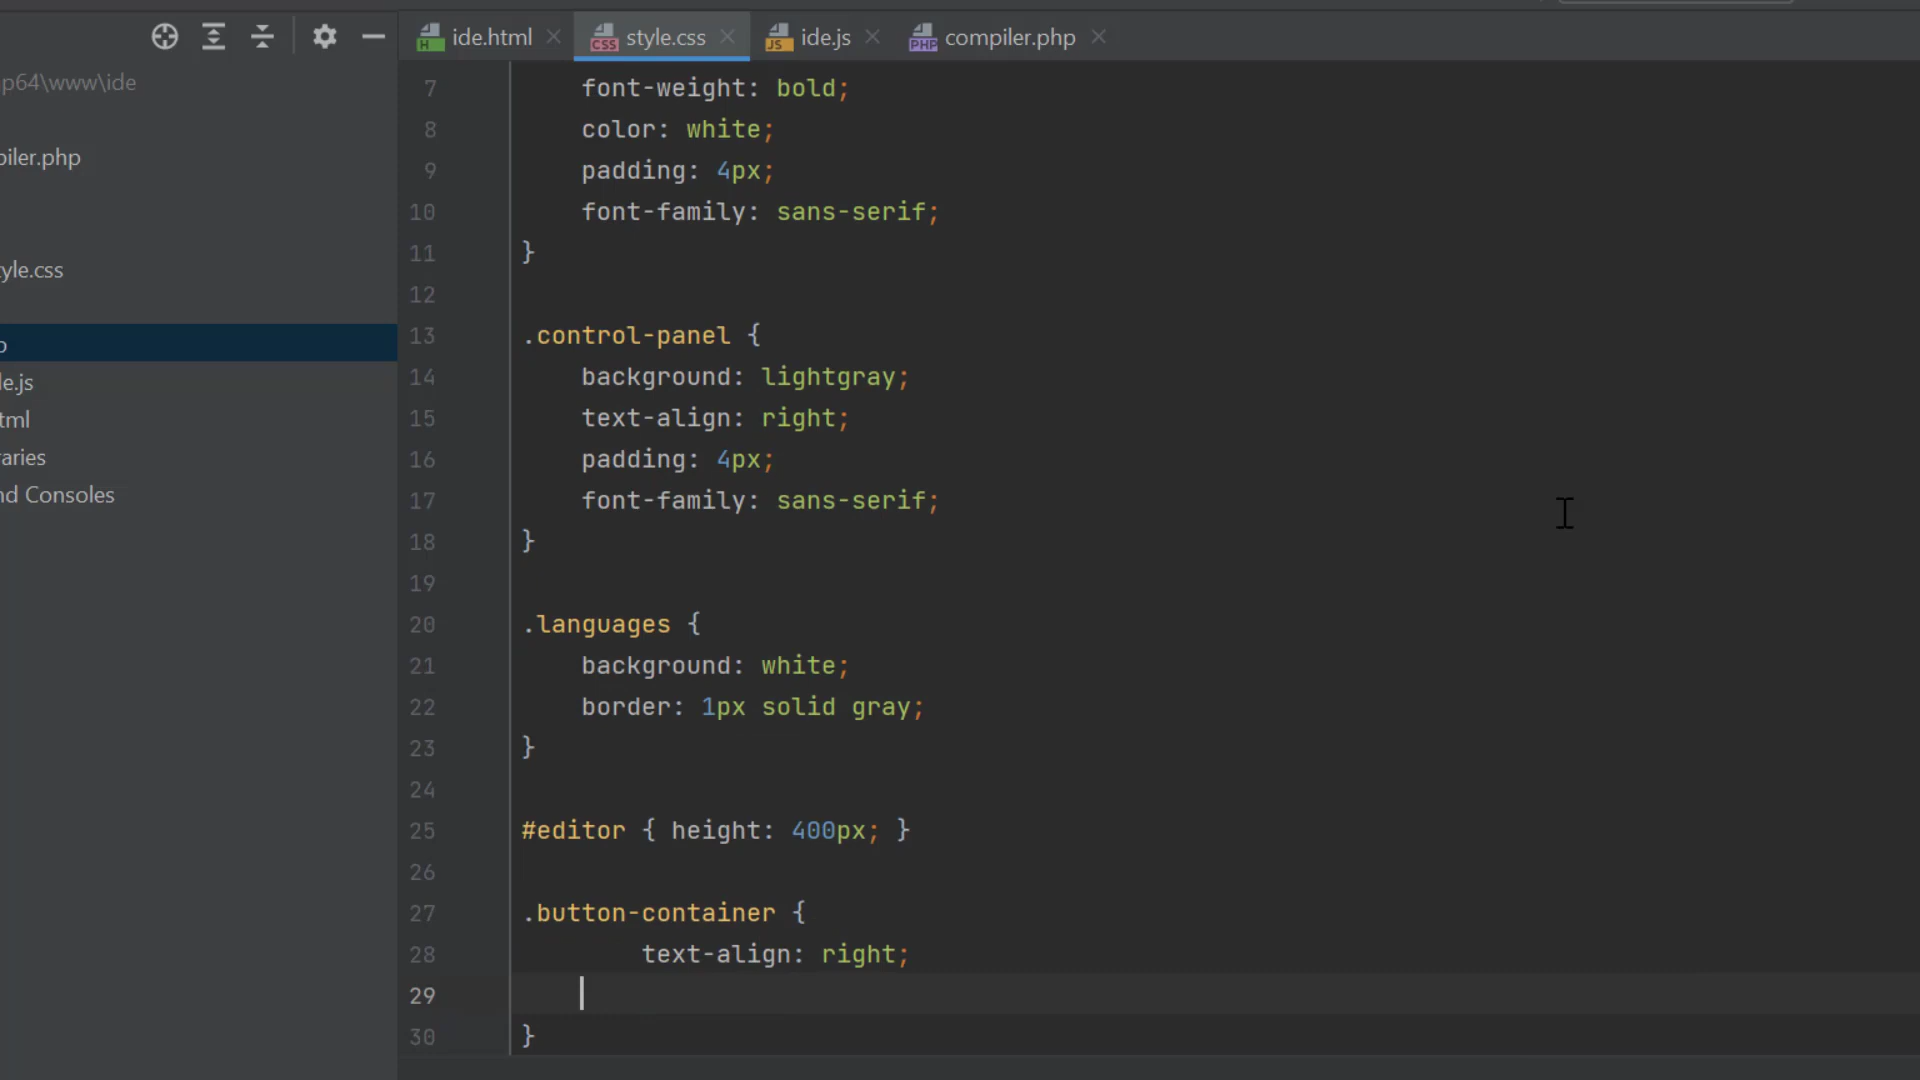 ide.html style.css ide.js compiler.php
p64\www\ide
piler.php
yle.css
le.js
tml
aries
nd Consoles
7 font-weight: bold;
8 color: white;
9 padding: 4px;
10 font-family: sans-serif;
11 }
12
13 .control-panel {
14 background: lightgray;
15 text-align: right;
16 padding: 4px;
17 font-family: sans-serif;
18 }
19
20 .languages {
21 background: white;
22 border: 1px solid gray;
23 }
24
25 #editor { height: 400px; }
26
27 .button-container {
28 text-align: right;
29
30 }